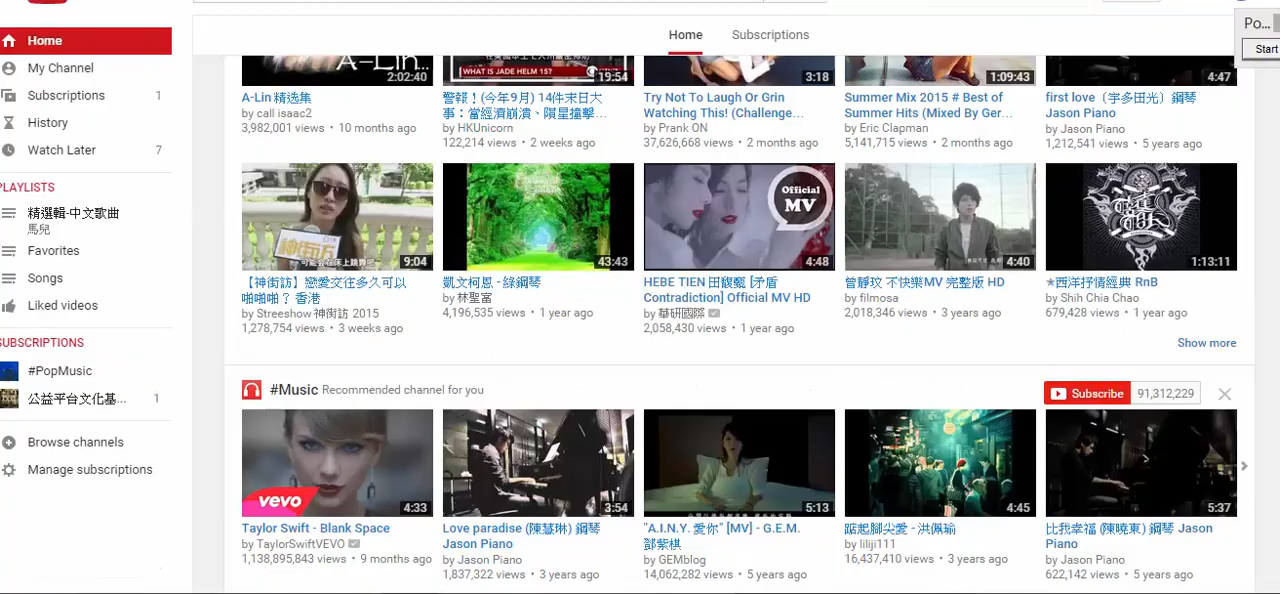 Home
Subscriptions
Po...
Start
Home
My Channel
Subscriptions 1
History
Watch Later 7
PLAYLISTS
精選輯-中文歌曲
馬兒
Favorites
Songs
Liked videos
SUBSCRIPTIONS
#PopMusic
公益平台文化基... 1
Browse channels
Manage subscriptions
A-Lin...
2:02:40
WHAT IS JADE HELM 15?
19:54
3:18
1:09:43
4:47
A-Lin 精選集
by call isaac2
3,982,001 views • 10 months ago
警報！(今年9月) 14件末日大
事：當經濟崩潰、隕星撞擊...
by HKUnicorn
122,214 views • 2 weeks ago
Try Not To Laugh Or Grin
Watching This! (Challenge...
by Prank ON
37,626,668 views • 2 months ago
Summer Mix 2015 # Best of
Summer Hits (Mixed By Ger...
by Eric Clapman
5,141,715 views • 2 months ago
first love〔宇多田光〕鋼琴
Jason Piano
by Jason Piano
1,212,541 views • 5 years ago
神街訪
可能会在床上跳舞吧
9:04
43:43
Official
MV
4:48
4:40
1:13:11
【神街訪】戀愛交往多久可以
啪啪啪？ 香港
by Streeshow 神街訪 2015
1,278,754 views • 3 weeks ago
凱文柯恩 - 綠鋼琴
by 林聖富
4,196,535 views • 1 year ago
HEBE TIEN 田馥甄 [矛盾
Contradiction] Official MV HD
by 華研國際
2,058,430 views • 1 year ago
曾靜玟 不快樂MV 完整版 HD
by filmosa
2,018,346 views • 3 years ago
★西洋抒情經典 RnB
by Shih Chia Chao
679,428 views • 1 year ago
Show more
#Music Recommended channel for you
Subscribe 91,312,229
vevo
4:33
3:54
5:13
4:45
5:37
Taylor Swift - Blank Space
by TaylorSwiftVEVO
1,138,895,843 views • 9 months ago
Love paradise (陳慧琳) 鋼琴
Jason Piano
by Jason Piano
1,837,322 views • 3 years ago
"A.I.N.Y. 愛你" [MV] - G.E.M.
鄧紫棋
by GEMblog
14,062,282 views • 5 years ago
踮起腳尖愛 - 洪佩瑜
by liliji111
16,437,410 views • 3 years ago
比我幸福 (陳曉東) 鋼琴 Jason
Piano
by Jason Piano
622,142 views • 5 years ago